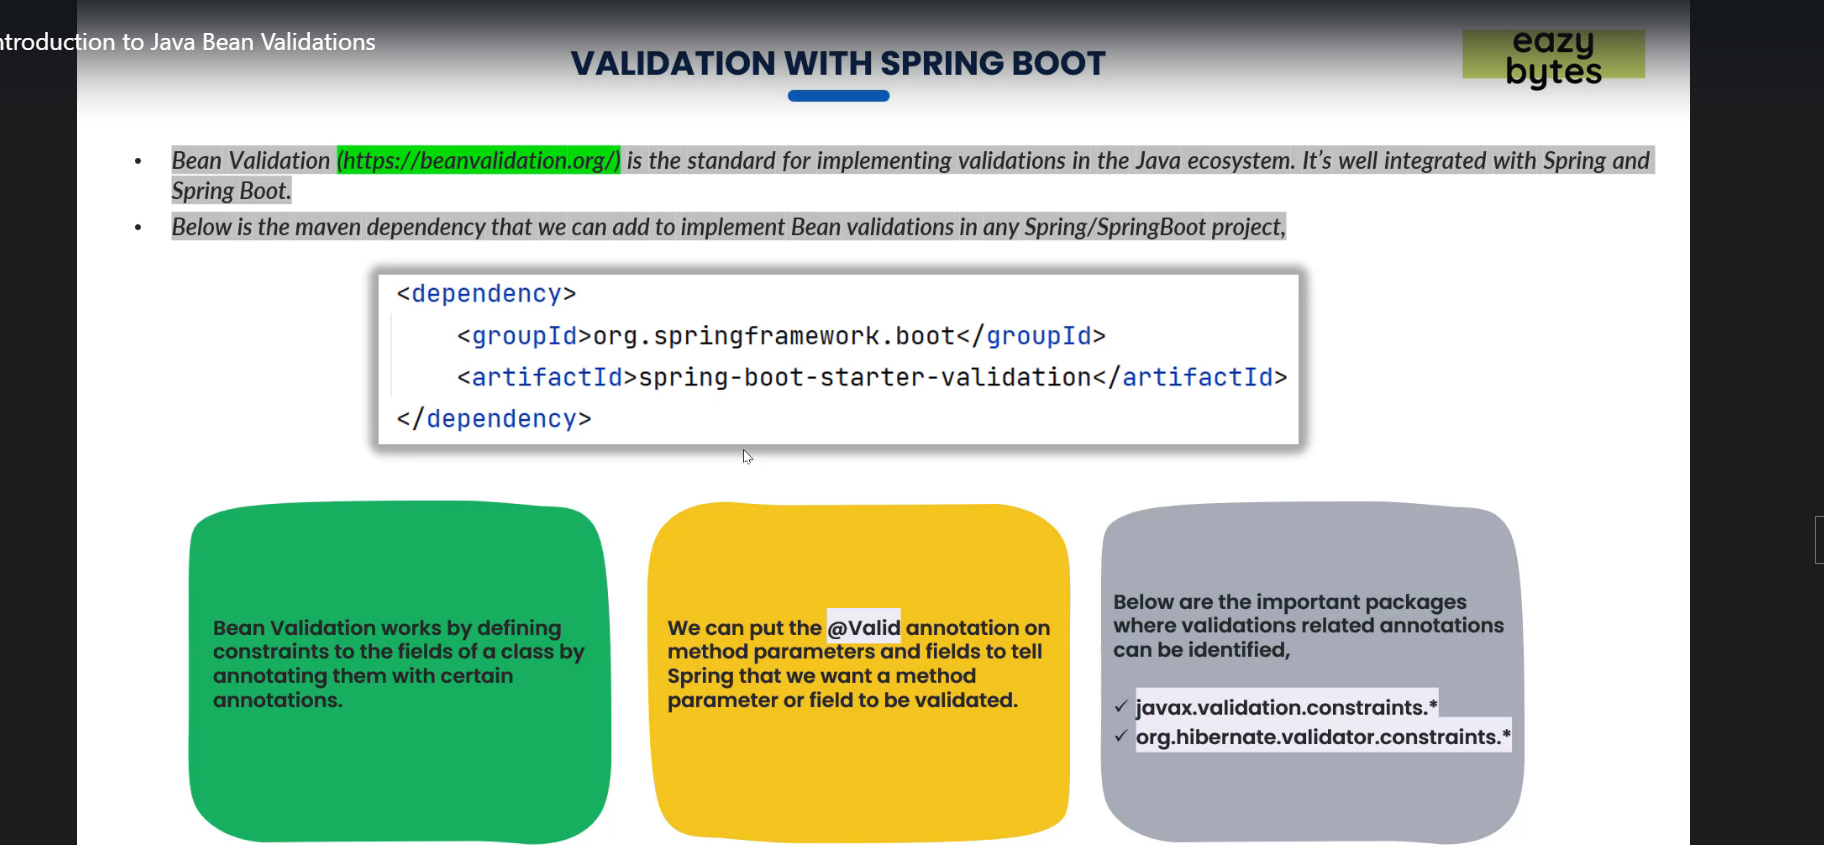 ntroduction to Java Bean Validations
VALIDATION WITH SPRING BOOT
eazy
bytes
• Bean Validation (https://beanvalidation.org/) is the standard for implementing validations in the Java ecosystem. It’s well integrated with Spring and
Spring Boot.
• Below is the maven dependency that we can add to implement Bean validations in any Spring/SpringBoot project,
<dependency>
<groupId>org.springframework.boot</groupId>
<artifactId>spring-boot-starter-validation</artifactId>
</dependency>
Bean Validation works by defining
constraints to the fields of a class by
annotating them with certain
annotations.
We can put the @Valid annotation on
method parameters and fields to tell
Spring that we want a method
parameter or field to be validated.
Below are the important packages
where validations related annotations
can be identified,
✓ javax.validation.constraints.*
✓ org.hibernate.validator.constraints.*